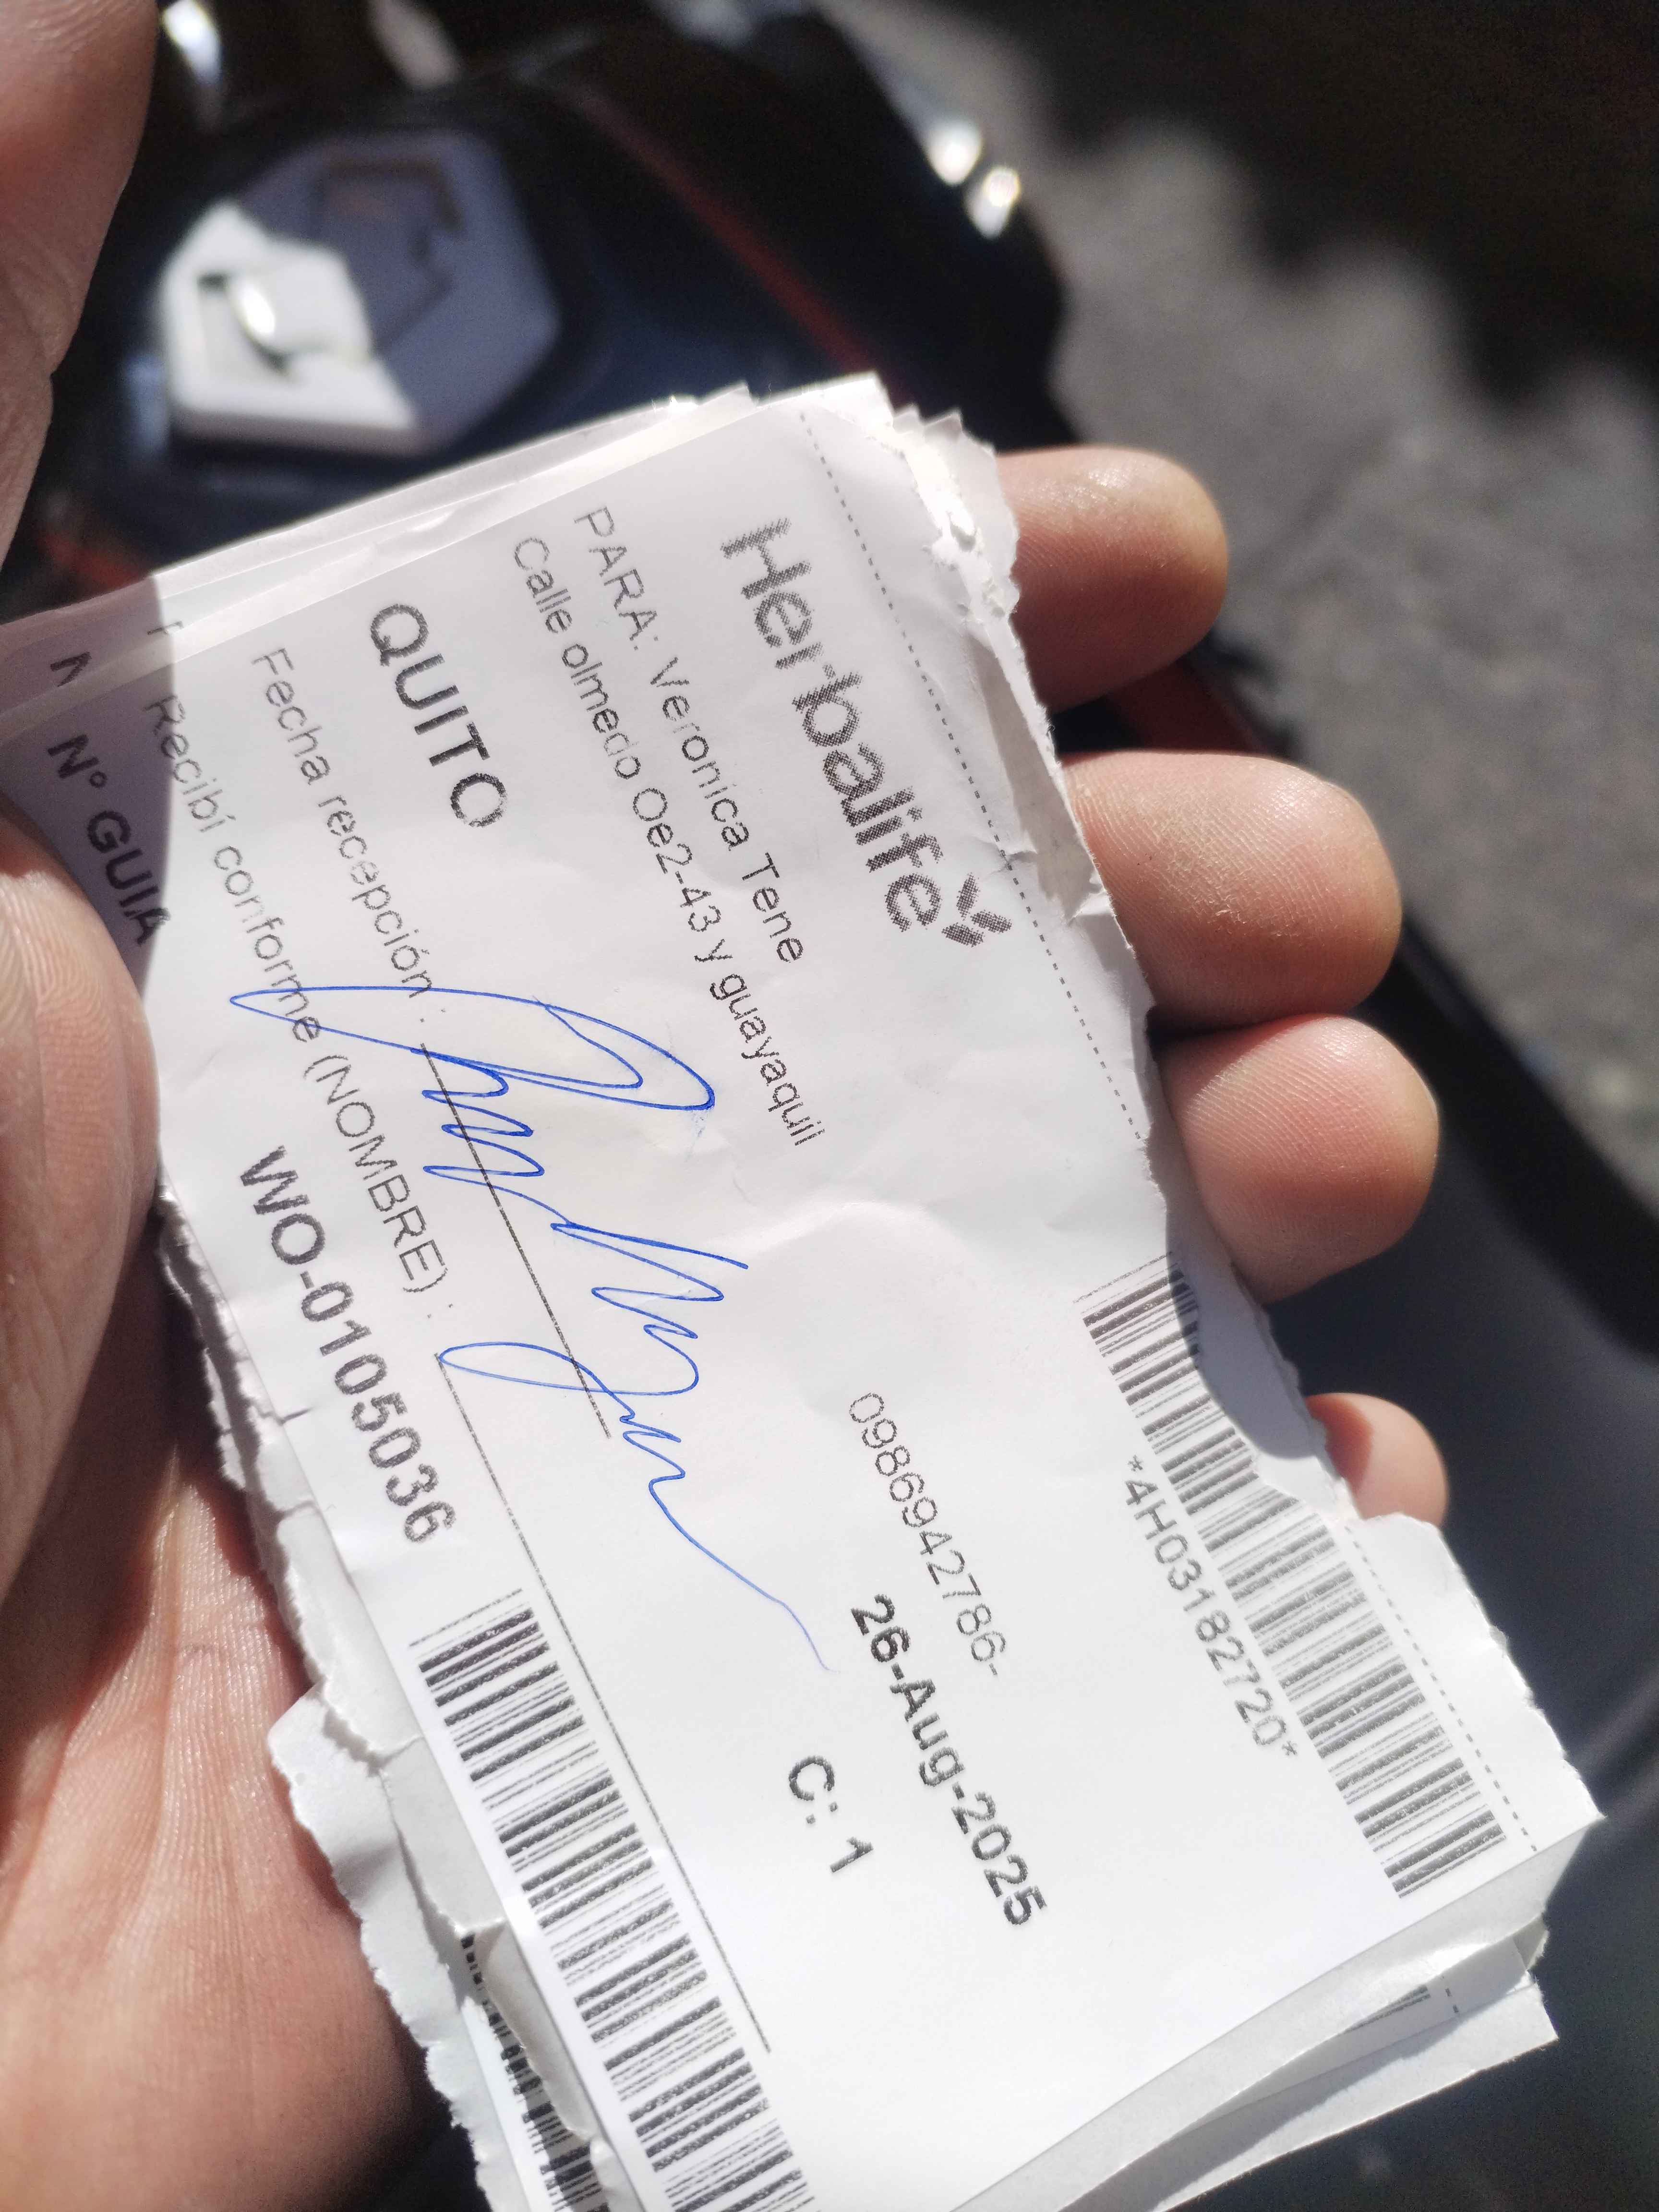 Herbalife
*4H03182720*
PARA: Veronica Tene
Calle olmedo Oe2-43 y guayaquil
0986942786-
QUITO
26-Aug-2025
Fecha recepción :
C: 1
Recibí conforme (NOMBRE) :
Nº GUIA
WO-0105036